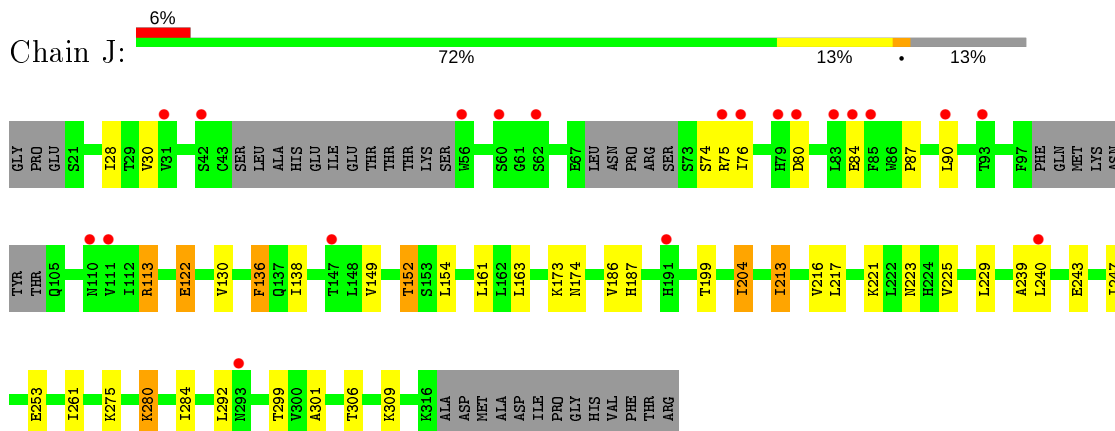 6%
Chain J:
72% 13% • 13%
GLY PRO GLU S21 I28 T29 V30 V31 S42 C43 SER LEU ALA HIS GLU ILE GLU THR THR THR LYS SER W56 S60 G61 S62 E67 LEU ASN PRO ARG SER S73 S74 R75 I76 H79 D80 L83 E84 F85 W86 P87 L90 T93 F97 PHE GLN MET LYS ASN
TYR THR Q105 N110 V111 I112 R113 E122 V130 F136 Q137 I138 T147 L148 V149 T152 S153 L154 L161 L162 L163 K173 N174 V186 H187 H191 T199 I204 I213 V216 L217 K221 L222 N223 H224 V225 L229 A239 L240 E243 I247
E253 I261 K275 K280 I284 L292 N293 T299 V300 A301 T306 K309 K316 ALA ASP MET ALA ASP ILE PRO GLY HIS VAL PHE THR ARG